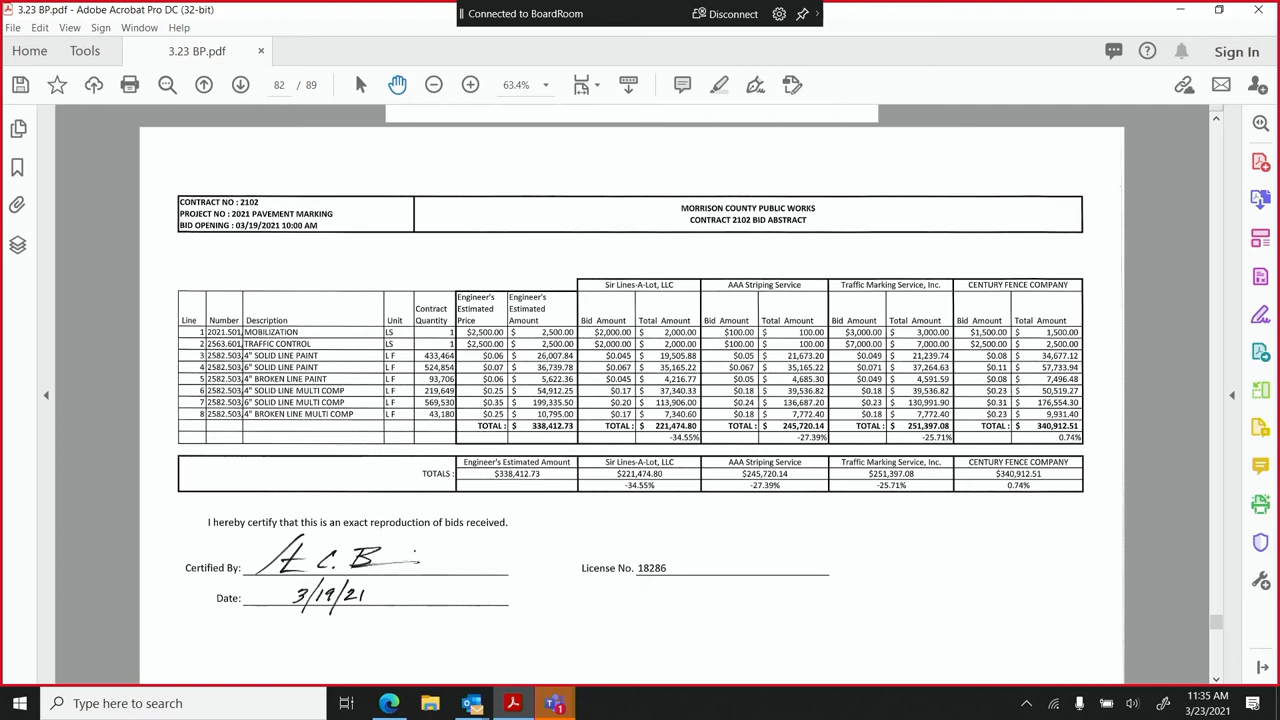 3.23 BP.pdf - Adobe Acrobat Pro DC (32-bit)
Connected to BoardRoom
Disconnect
File Edit View Sign Window Help
Home Tools 3.23 BP.pdf × Sign In
82 / 89 63.4%
CONTRACT NO : 2102
PROJECT NO : 2021 PAVEMENT MARKING
BID OPENING : 03/19/2021 10:00 AM
MORRISON COUNTY PUBLIC WORKS
CONTRACT 2102 BID ABSTRACT
Sir Lines-A-Lot, LLC AAA Striping Service Traffic Marking Service, Inc. CENTURY FENCE COMPANY
Line Number Description Unit Contract Quantity Engineer's Estimated Price Engineer's Estimated Amount Bid Amount Total Amount Bid Amount Total Amount Bid Amount Total Amount Bid Amount Total Amount
1 2021.501, MOBILIZATION LS 1 $2,500.00 $ 2,500.00 $2,000.00 $ 2,000.00 $100.00 $ 100.00 $3,000.00 $ 3,000.00 $1,500.00 $ 1,500.00
2 2563.601, TRAFFIC CONTROL LS 1 $2,500.00 $ 2,500.00 $2,000.00 $ 2,000.00 $100.00 $ 100.00 $7,000.00 $ 7,000.00 $2,500.00 $ 2,500.00
3 2582.503, 4" SOLID LINE PAINT L F 433,464 $0.06 $ 26,007.84 $0.045 $ 19,505.88 $0.05 $ 21,673.20 $0.049 $ 21,239.74 $0.08 $ 34,677.12
4 2582.503, 6" SOLID LINE PAINT L F 524,854 $0.07 $ 36,739.78 $0.067 $ 35,165.22 $0.067 $ 35,165.22 $0.071 $ 37,264.63 $0.11 $ 57,733.94
5 2582.503, 4" BROKEN LINE PAINT L F 93,706 $0.06 $ 5,622.36 $0.045 $ 4,216.77 $0.05 $ 4,685.30 $0.049 $ 4,591.59 $0.08 $ 7,496.48
6 2582.503, 4" SOLID LINE MULTI COMP L F 219,649 $0.25 $ 54,912.25 $0.17 $ 37,340.33 $0.18 $ 39,536.82 $0.18 $ 39,536.82 $0.23 $ 50,519.27
7 2582.503, 6" SOLID LINE MULTI COMP L F 569,530 $0.35 $ 199,335.50 $0.20 $ 113,906.00 $0.24 $ 136,687.20 $0.23 $ 130,991.90 $0.31 $ 176,554.30
8 2582.503, 4" BROKEN LINE MULTI COMP L F 43,180 $0.25 $ 10,795.00 $0.17 $ 7,340.60 $0.18 $ 7,772.40 $0.18 $ 7,772.40 $0.23 $ 9,931.40
TOTAL : $ 338,412.73 TOTAL : $ 221,474.80 TOTAL : $ 245,720.14 TOTAL : $ 251,397.08 TOTAL : $ 340,912.51
-34.55% -27.39% -25.71% 0.74%
Engineer's Estimated Amount Sir Lines-A-Lot, LLC AAA Striping Service Traffic Marking Service, Inc. CENTURY FENCE COMPANY
TOTALS : $338,412.73 $221,474.80 $245,720.14 $251,397.08 $340,912.51
-34.55% -27.39% -25.71% 0.74%
I hereby certify that this is an exact reproduction of bids received.
Certified By: License No. 18286
Date: 3/19/21
Type here to search
11:35 AM
3/23/2021